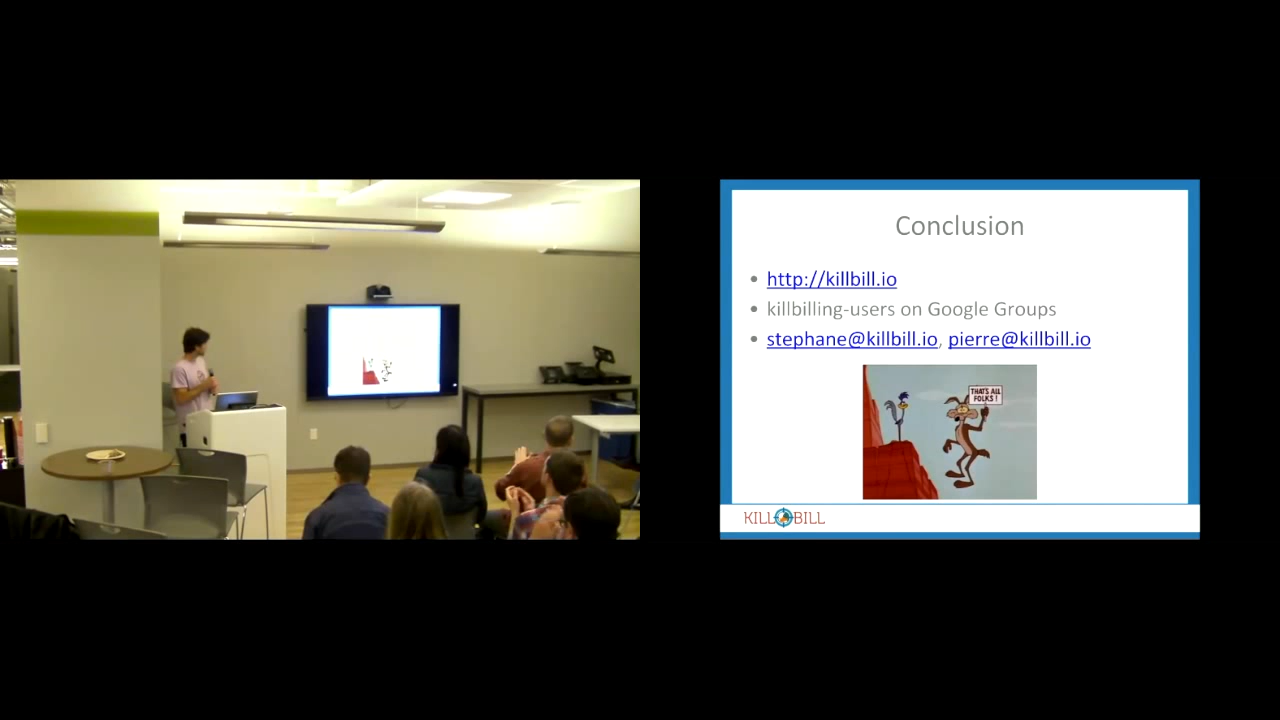 Conclusion
http://killbill.io
killbilling-users on Google Groups
stephane@killbill.io, pierre@killbill.io
THAT'S ALL
FOLKS!
KILL BILL